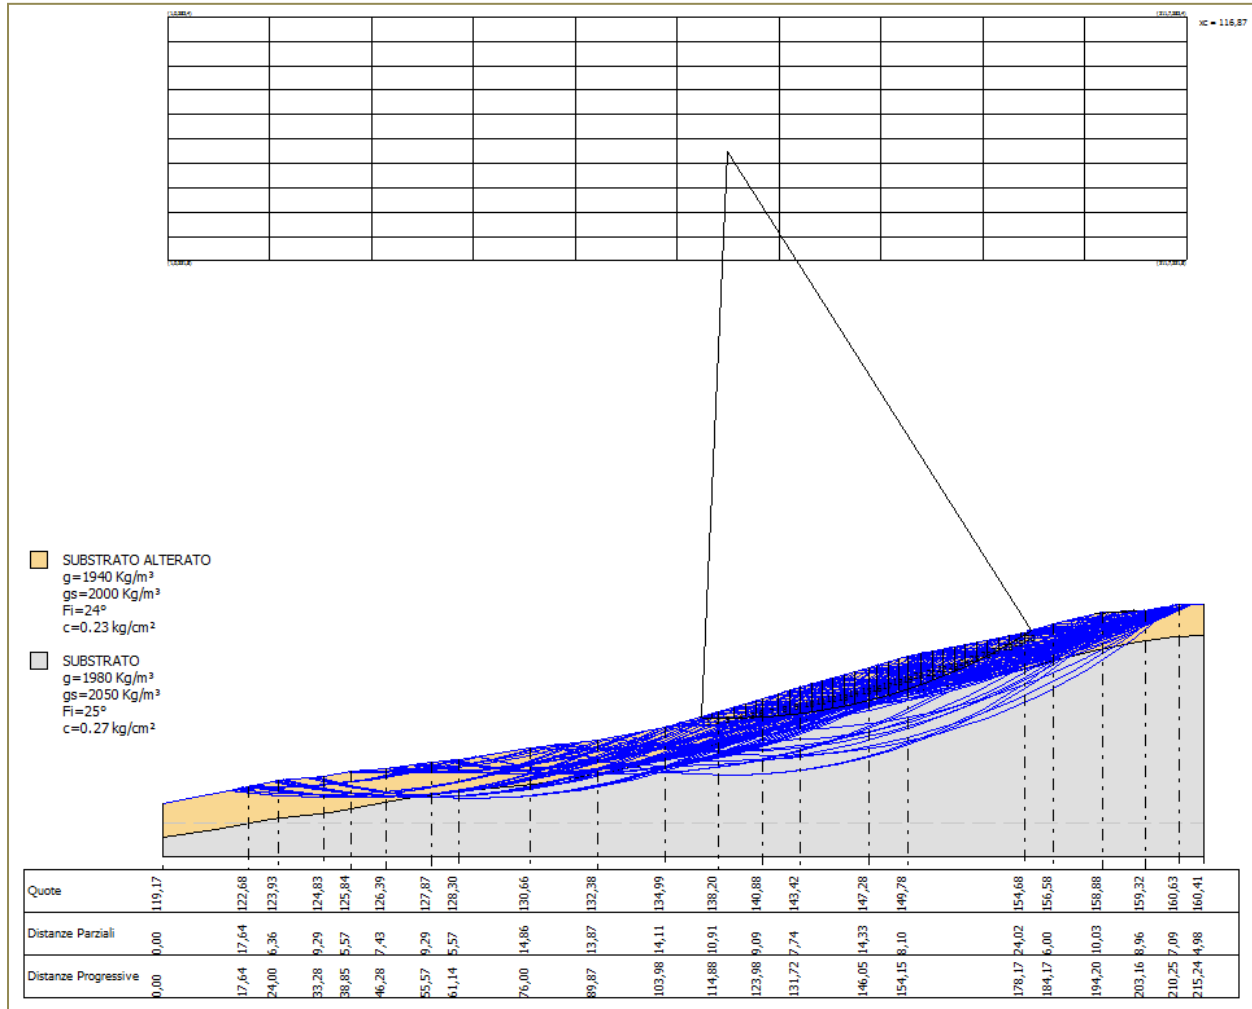 xc = 116,87
SUBSTRATO ALTERATO
g=1940 Kg/m³
gs=2000 Kg/m³
Fi=24°
c=0.23 kg/cm²
SUBSTRATO
g=1980 Kg/m³
gs=2050 Kg/m³
Fi=25°
c=0.27 kg/cm²
Quote 119,17 122,68 123,93 124,83 125,84 126,39 127,87 128,30 130,66 132,38 134,99 138,20 140,88 143,42 147,28 149,78 154,68 156,58 158,88 159,32 160,63 160,41
Distanze Parziali 0,00 17,64 6,36 9,29 5,57 7,43 9,29 5,57 14,86 13,87 14,11 10,91 9,09 7,74 14,33 8,10 24,02 6,00 10,03 8,96 7,09 4,98
Distanze Progressive 0,00 17,64 24,00 33,28 38,85 46,28 55,57 61,14 76,00 89,87 103,98 114,88 123,98 131,72 146,05 154,15 178,17 184,17 194,20 203,16 210,25 215,24